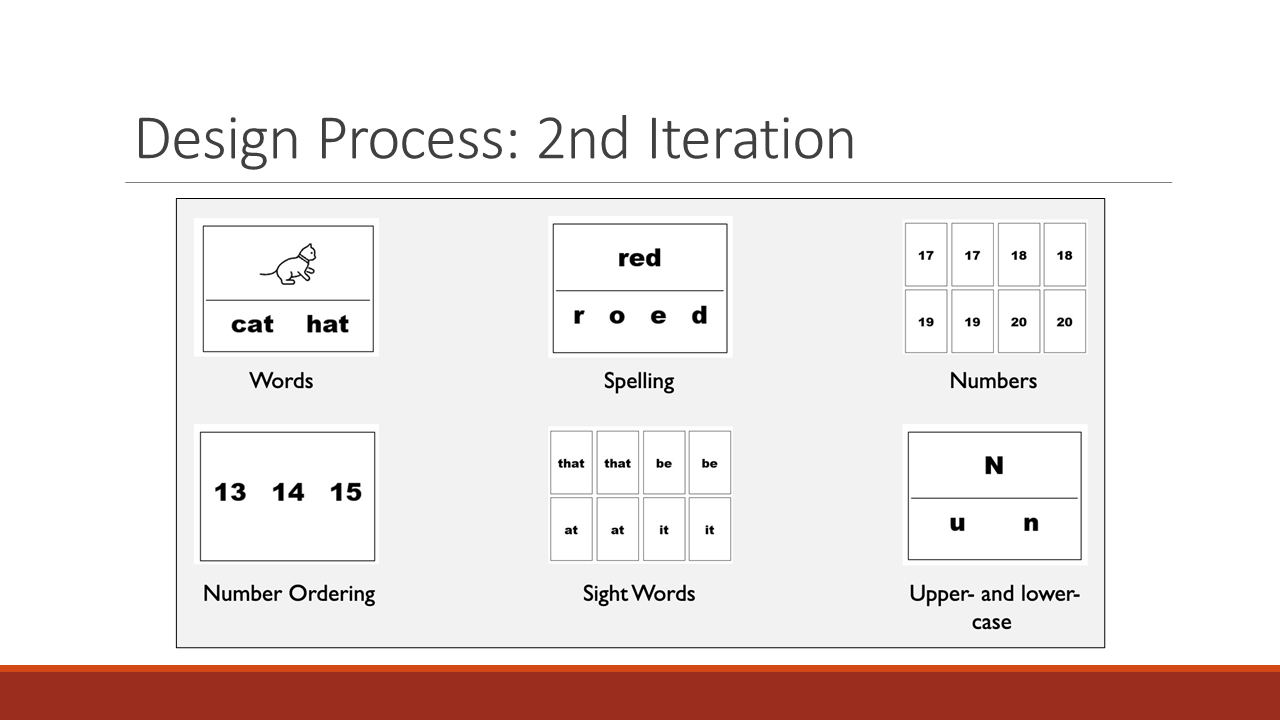 Design Process: 2nd Iteration
cat hat
Words
red
r o e d
Spelling
17 17 18 18
19 19 20 20
Numbers
13 14 15
Number Ordering
that that be be
at at it it
Sight Words
N
u n
Upper- and lower-
case